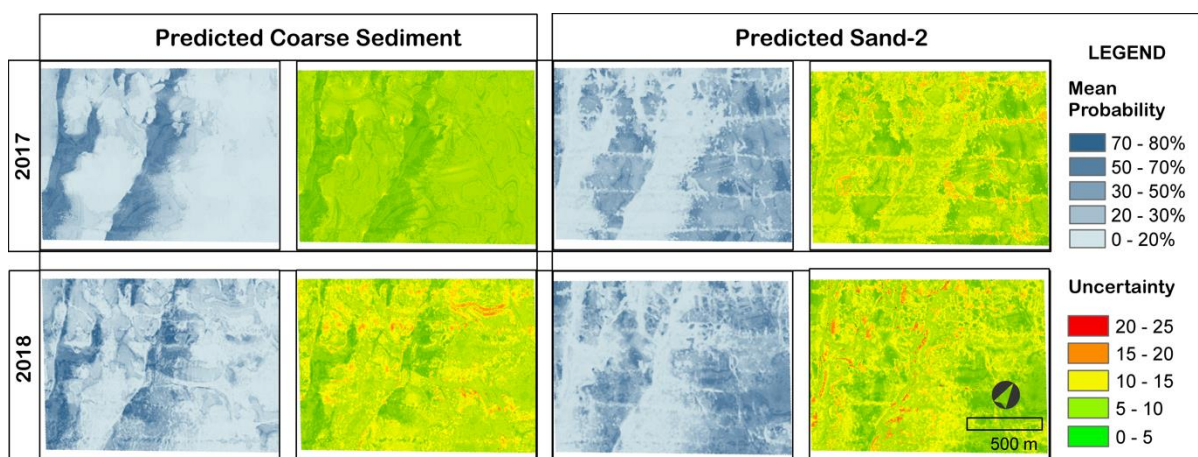 Predicted Coarse Sediment
Predicted Sand-2
LEGEND
Mean
Probability
70 - 80%
50 - 70%
30 - 50%
20 - 30%
0 - 20%
2017
2018
Uncertainty
20 - 25
15 - 20
10 - 15
5 - 10
0 - 5
500 m